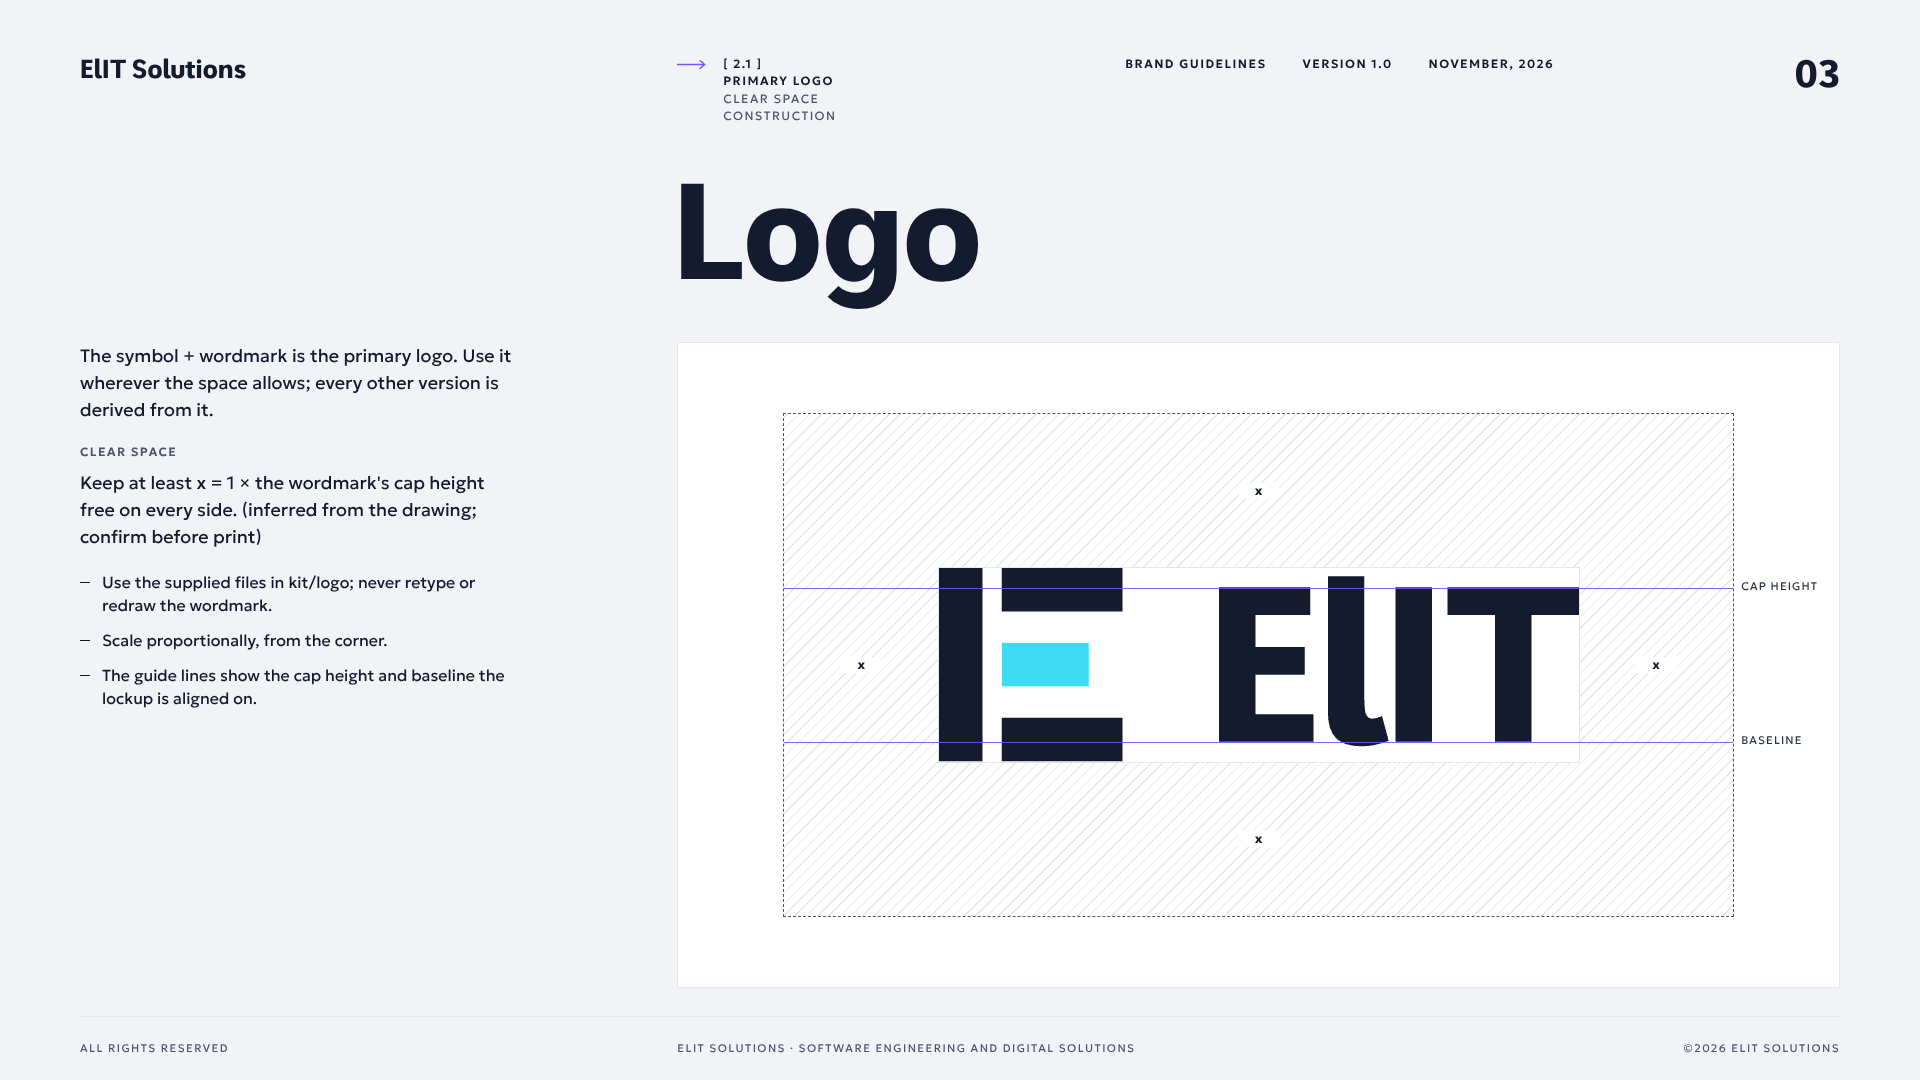 ElIT Solutions
[ 2.1 ]
PRIMARY LOGO
CLEAR SPACE
CONSTRUCTION
BRAND GUIDELINES
VERSION 1.0
NOVEMBER, 2026
03
Logo
The symbol + wordmark is the primary logo. Use it
wherever the space allows; every other version is
derived from it.
CLEAR SPACE
Keep at least x = 1 × the wordmark's cap height
free on every side. (inferred from the drawing;
confirm before print)
— Use the supplied files in kit/logo; never retype or
redraw the wordmark.
— Scale proportionally, from the corner.
— The guide lines show the cap height and baseline the
lockup is aligned on.
x
CAP HEIGHT
x
ElIT
x
BASELINE
x
ALL RIGHTS RESERVED
ELIT SOLUTIONS · SOFTWARE ENGINEERING AND DIGITAL SOLUTIONS
©2026 ELIT SOLUTIONS